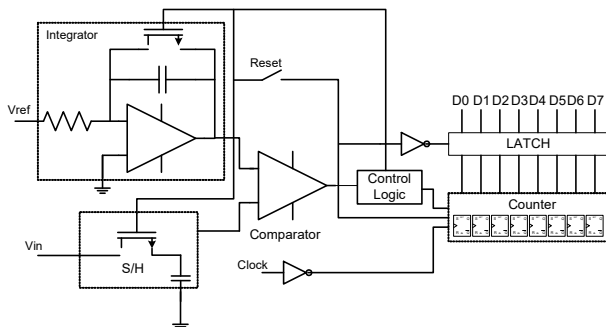 Integrator
Reset
Vref
D0 D1 D2 D3 D4 D5 D6 D7
LATCH
Control
Logic
Counter
Comparator
Vin
S/H
Clock